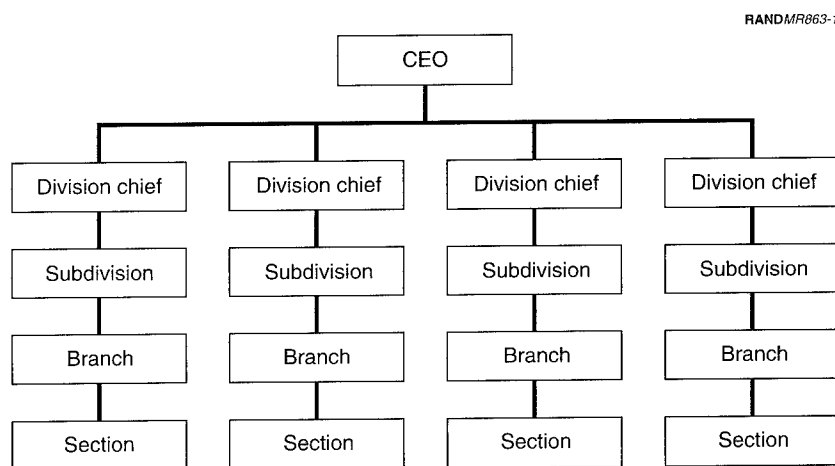 RANDMR863-1
CEO
Division chief Division chief Division chief Division chief
Subdivision Subdivision Subdivision Subdivision
Branch Branch Branch Branch
Section Section Section Section